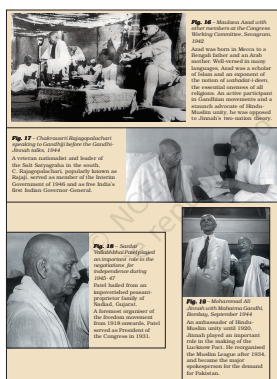 Fig. 16 – Maulana Azad with
other members at the Congress
Working Committee, Sevagram,
1942
Azad was born in Mecca to a
Bengali father and an Arab
mother. Well-versed in many
languages, Azad was a scholar
of Islam and an exponent of
the notion of wahadat-i-deen,
the essential oneness of all
religions. An active participant
in Gandhian movements and a
staunch advocate of Hindu-
Muslim unity, he was opposed
to Jinnah's two-nation theory.
Fig. 17 – Chakravarti Rajagopalachari
speaking to Gandhiji before the Gandhi-
Jinnah talks, 1944
A veteran nationalist and leader of
the Salt Satyagraha in the south,
C. Rajagopalachari, popularly known as
Rajaji, served as member of the Interim
Government of 1946 and as free India's
first Indian Governor-General.
Fig. 18 – Sardar
Vallabhbhai Patel played
an important role in the
negotiations for
independence during
1945-47
Patel hailed from an
impoverished peasant-
proprietor family of
Nadiad, Gujarat.
A foremost organiser of
the freedom movement
from 1918 onwards, Patel
served as President of
the Congress in 1931.
Fig. 19 – Mohammad Ali
Jinnah with Mahatma Gandhi,
Bombay, September 1944
An ambassador of Hindu-
Muslim unity until 1920,
Jinnah played an important
role in the making of the
Lucknow Pact. He reorganised
the Muslim League after 1934,
and became the major
spokesperson for the demand
for Pakistan.